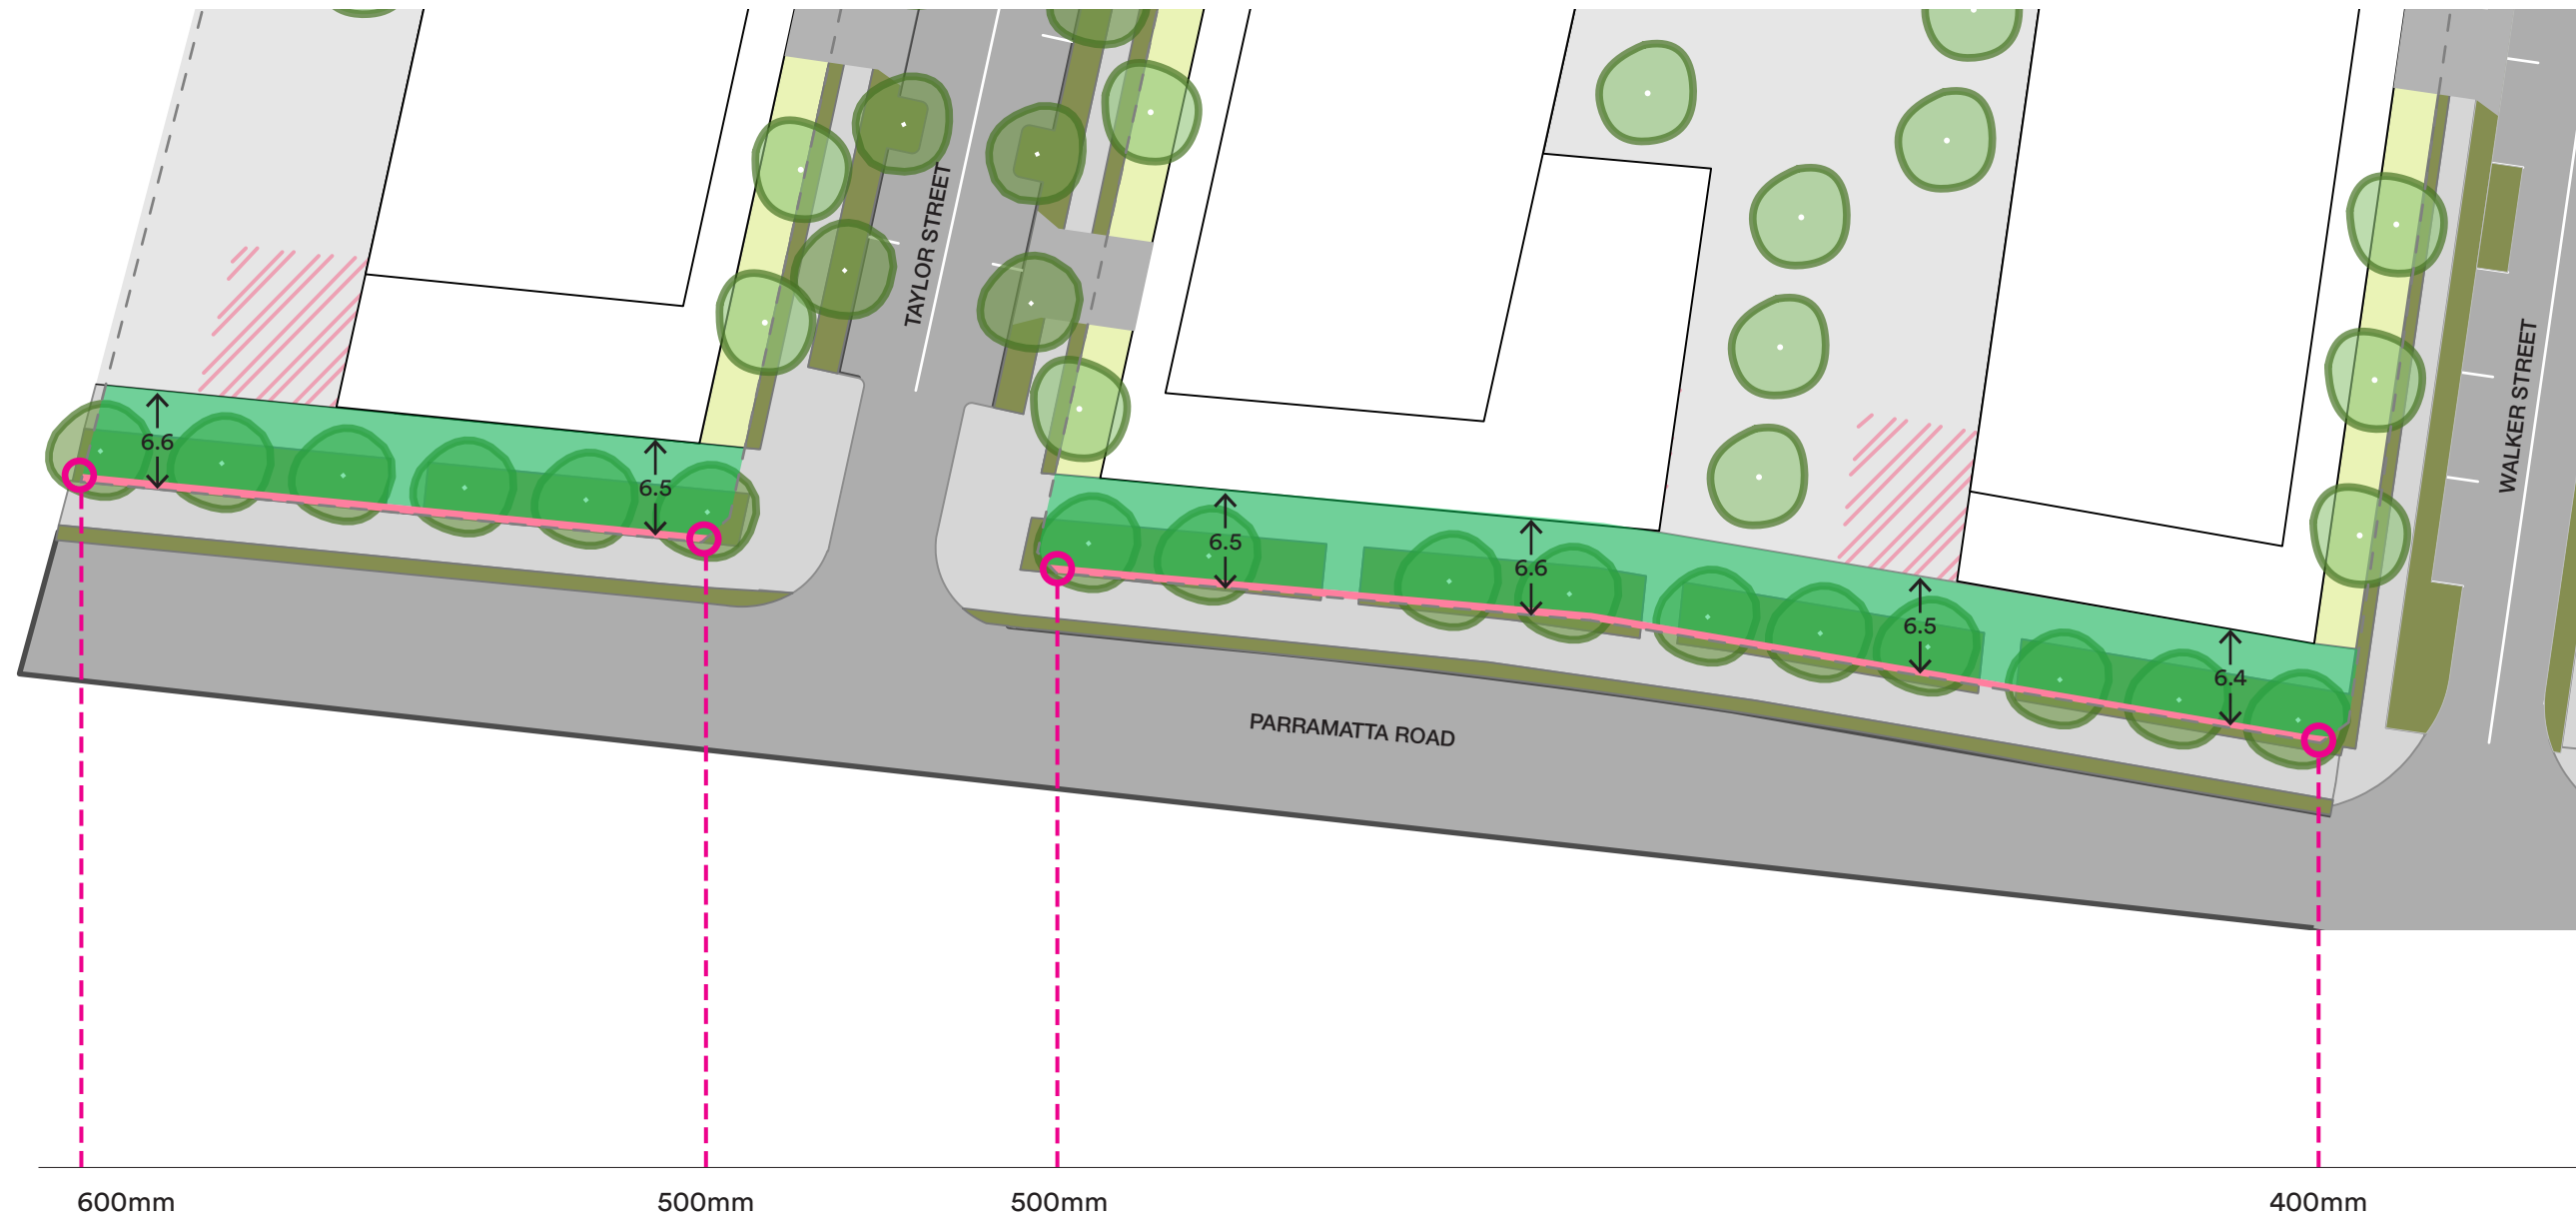 TAYLOR STREET
WALKER STREET
6.6
6.5
6.5
6.6
6.5
6.4
PARRAMATTA ROAD
600mm
500mm
500mm
400mm